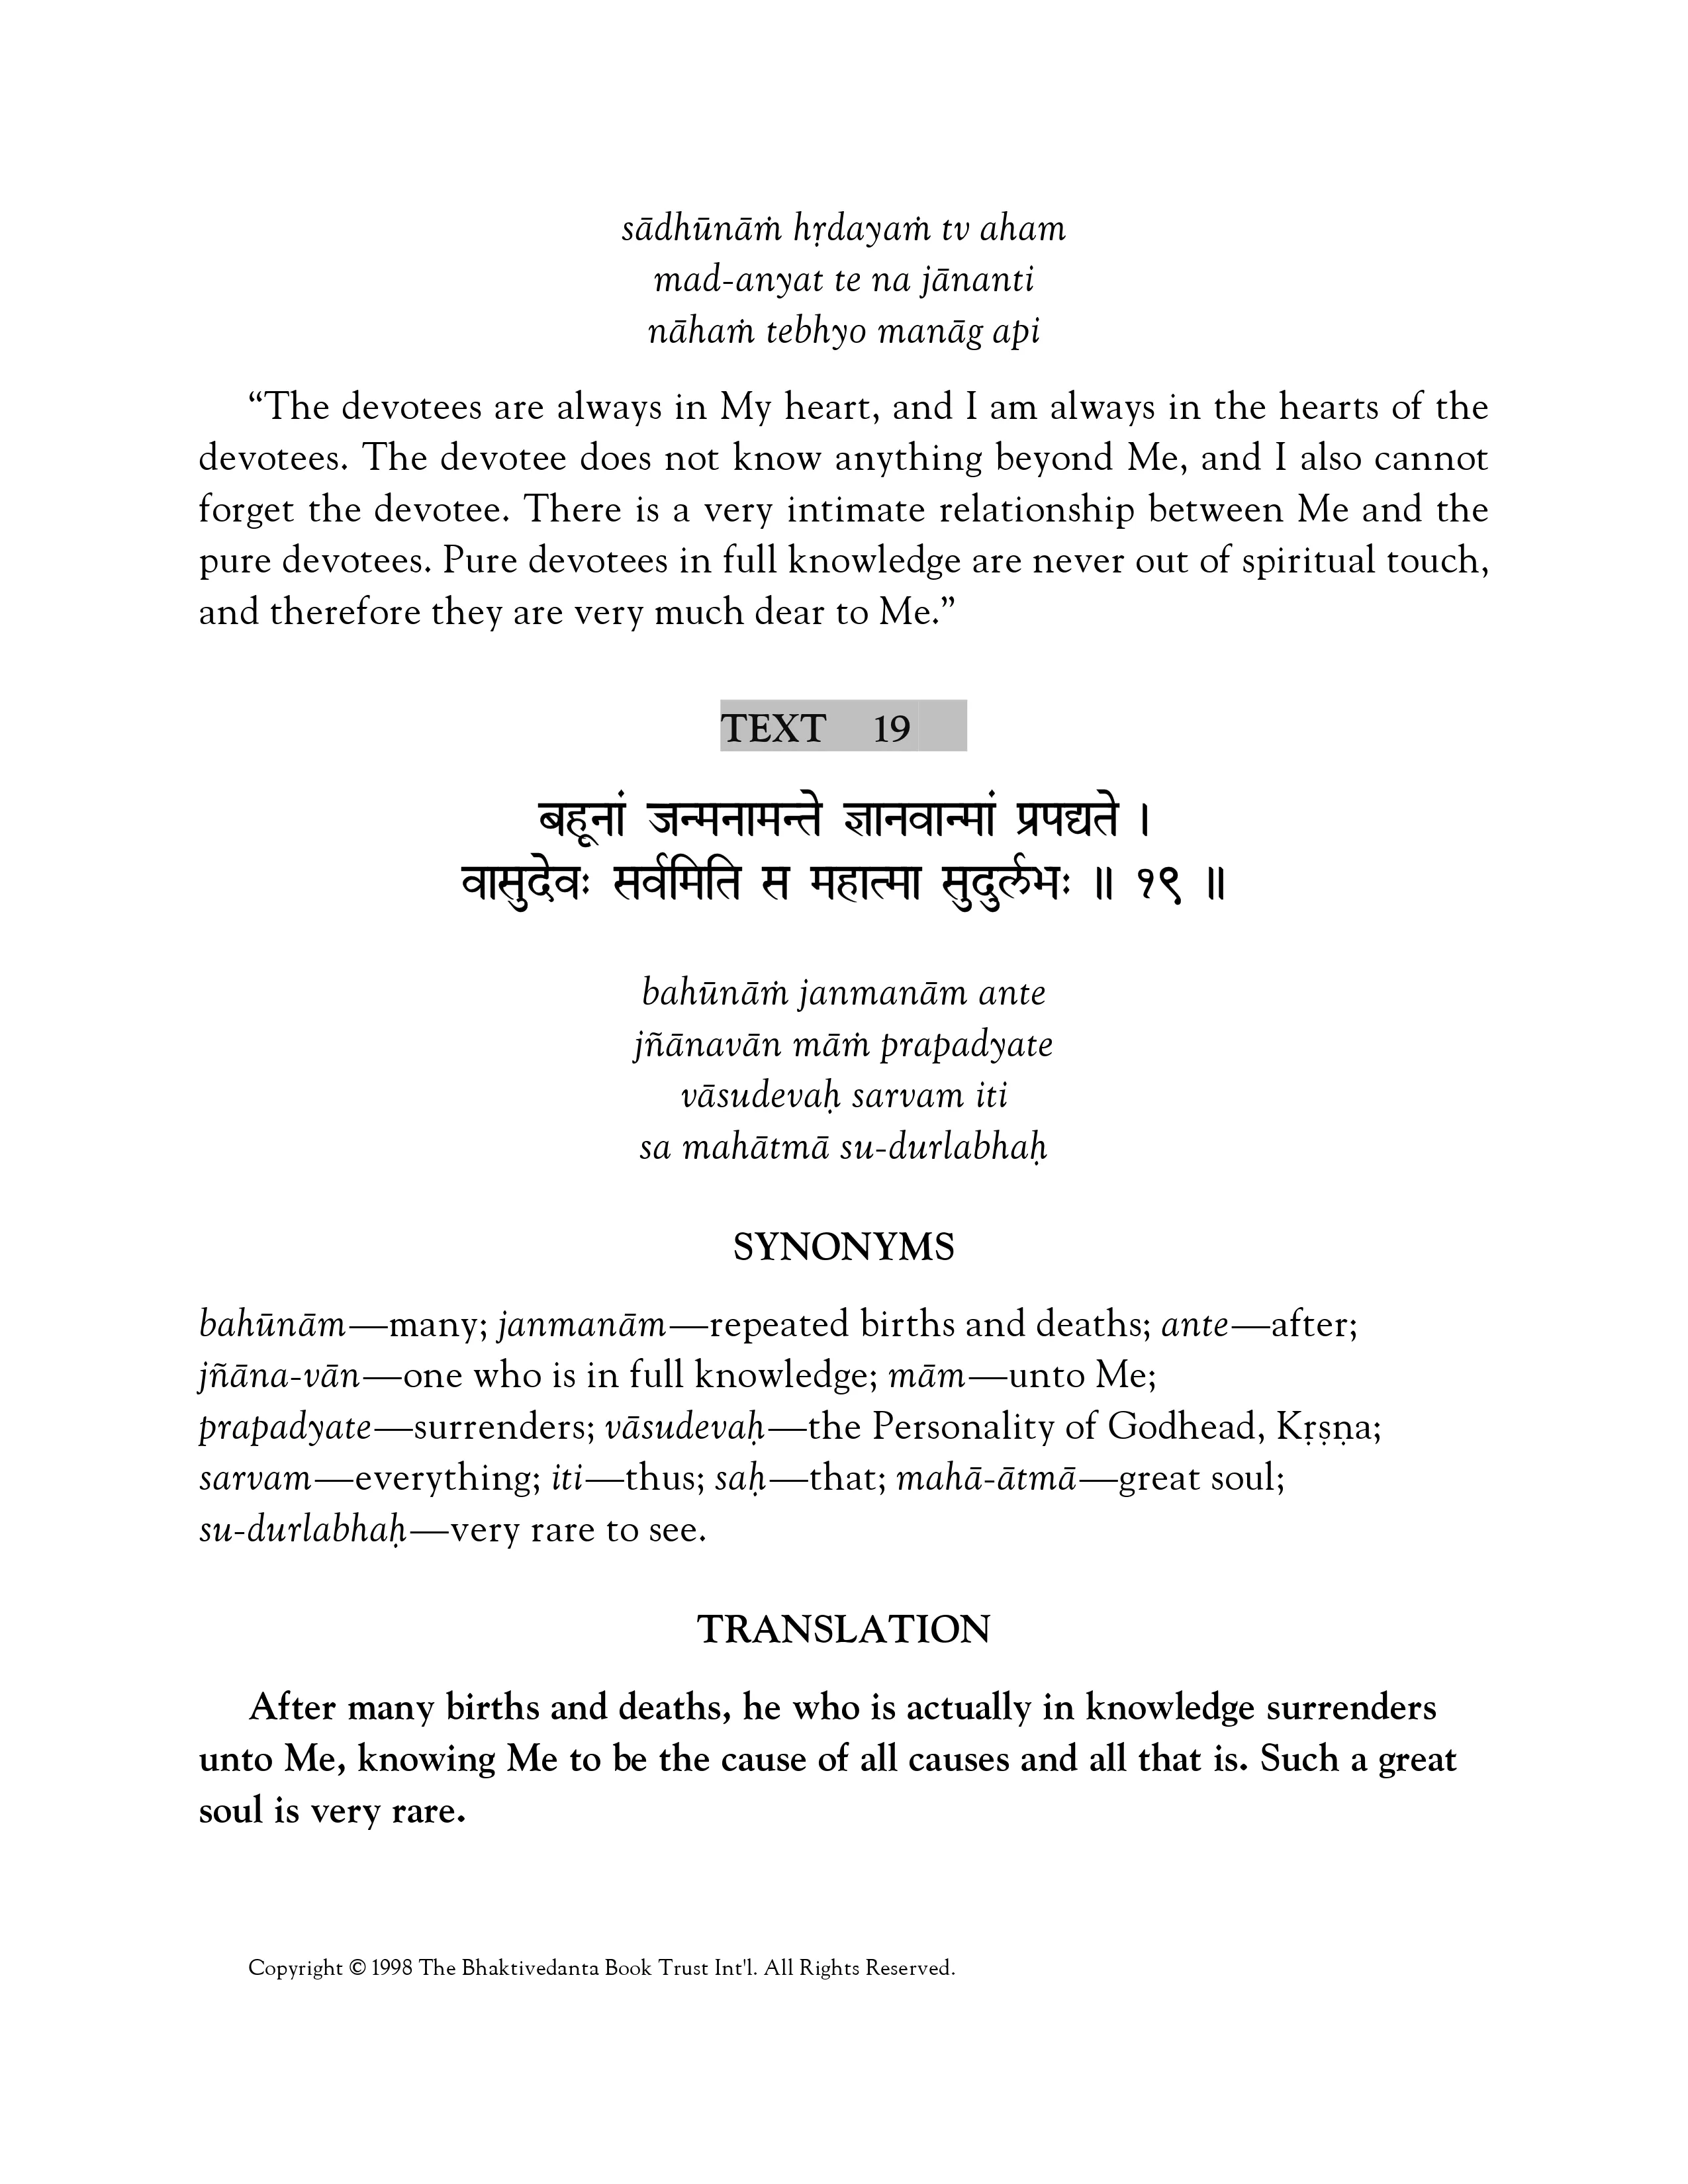 sādhūnāṁ hṛdayaṁ tv aham
mad-anyat te na jānanti
nāhaṁ tebhyo manāg api
“The devotees are always in My heart, and I am always in the hearts of the
devotees. The devotee does not know anything beyond Me, and I also cannot
forget the devotee. There is a very intimate relationship between Me and the
pure devotees. Pure devotees in full knowledge are never out of spiritual touch,
and therefore they are very much dear to Me.”
TEXT 19
बहूनां जन्मनामन्ते ज्ञानवान्मां प्रपद्यते ।
वासुदेवः सर्वमिति स महात्मा सुदुर्लभः ॥ १९ ॥
bahūnāṁ janmanām ante
jñānavān māṁ prapadyate
vāsudevaḥ sarvam iti
sa mahātmā su-durlabhaḥ
SYNONYMS
bahūnām—many; janmanām—repeated births and deaths; ante—after;
jñāna-vān—one who is in full knowledge; mām—unto Me;
prapadyate—surrenders; vāsudevaḥ—the Personality of Godhead, Kṛṣṇa;
sarvam—everything; iti—thus; saḥ—that; mahā-ātmā—great soul;
su-durlabhaḥ—very rare to see.
TRANSLATION
After many births and deaths, he who is actually in knowledge surrenders
unto Me, knowing Me to be the cause of all causes and all that is. Such a great
soul is very rare.
Copyright © 1998 The Bhaktivedanta Book Trust Int'l. All Rights Reserved.